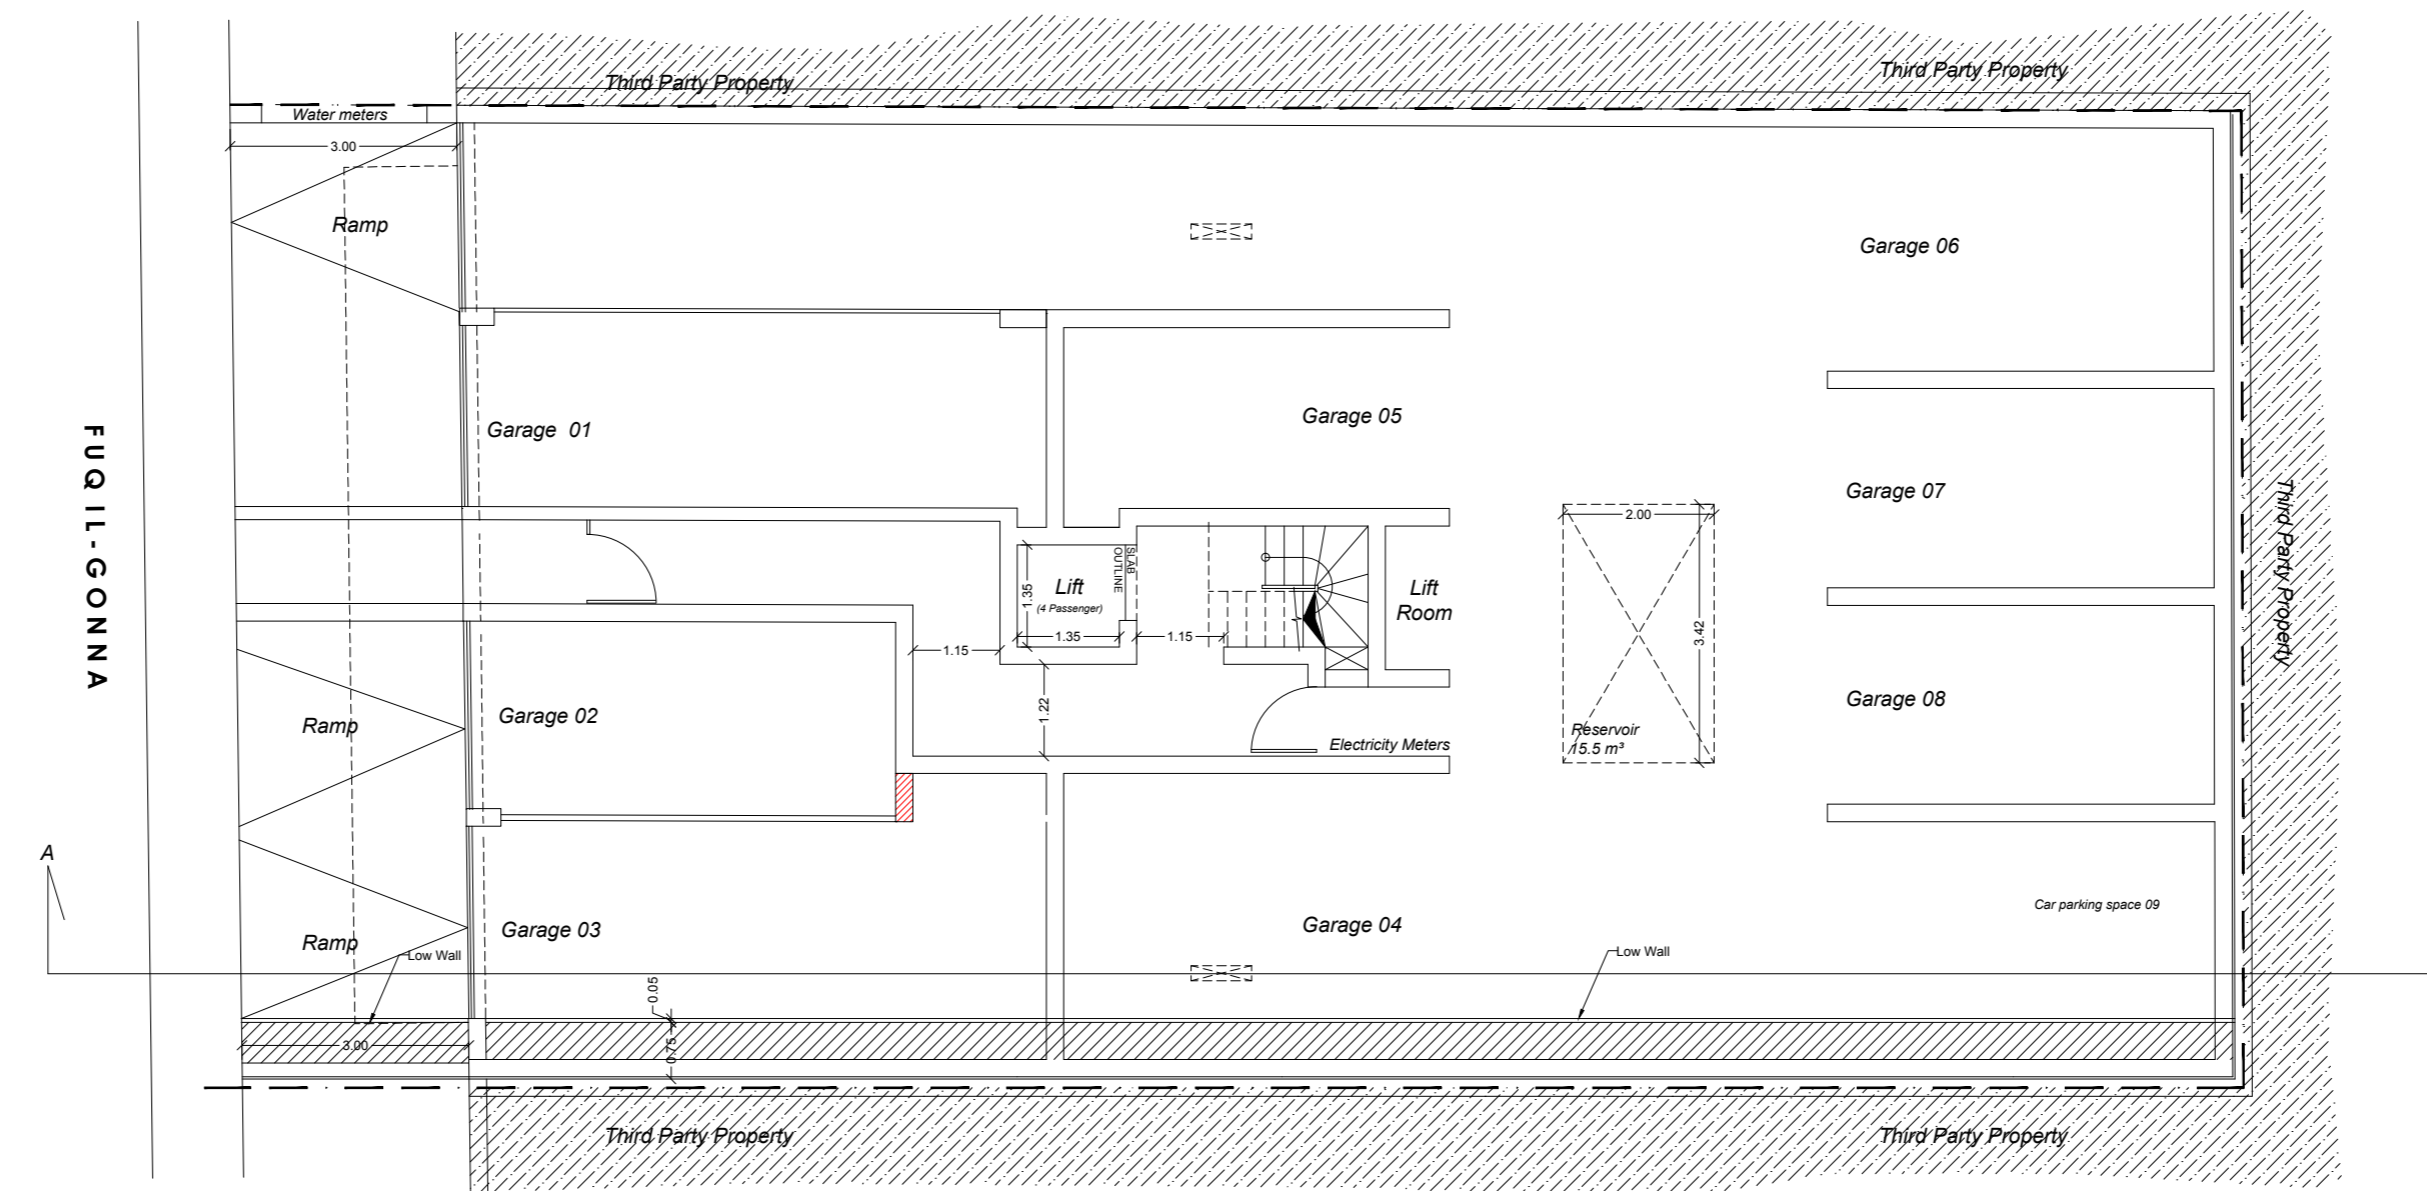 Third Party Property
Third Party Property
Water meters
3.00
Ramp
Garage 06
Garage 01
Garage 05
FUQ IL-GONNA
Garage 07
Third Party Property
2.00
3.42
Reservoir
15.5 m³
SLAB
OUTLINE
Lift
(4 Passenger)
1.35
1.35
1.15
1.15
1.22
Lift
Room
Garage 02
Ramp
Electricity Meters
Garage 08
A
Car parking space 09
Garage 03
Garage 04
Ramp
Low Wall
Low Wall
0.05
3.00
0.75
Third Party Property
Third Party Property